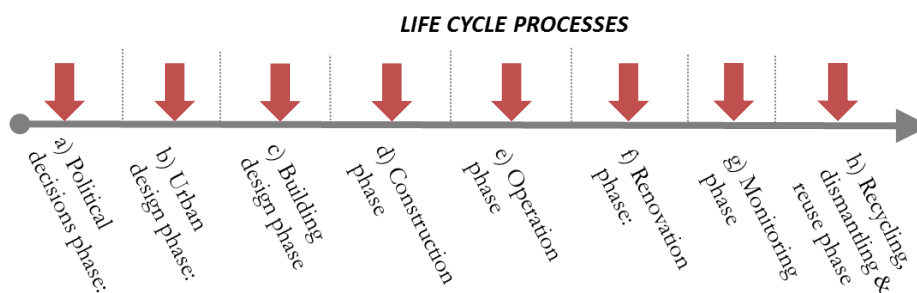 LIFE CYCLE PROCESSES
a) Political
decisions phase:
b) Urban
design phase:
c) Building
design phase
d) Construction
phase
e) Operation
phase
f) Renovation
phase:
g) Monitoring
phase
h) Recycling,
dismantling &
reuse phase